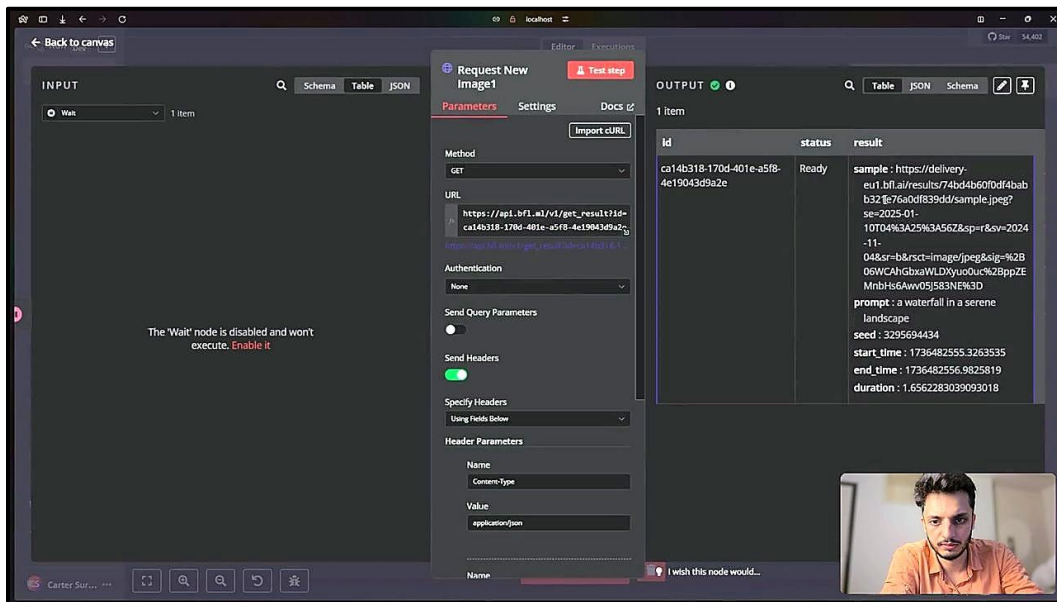 localhost
Back to canvas
Editor Executions
Star 54,402
INPUT
Schema Table JSON
Wait
1 item
The 'Wait' node is disabled and won't
execute. Enable it
Request New
Image1
Test step
Parameters Settings Docs
Import cURL
Method
GET
URL
https://api.bfl.ml/v1/get_result?id=
ca14b318-170d-401e-a5f8-4e19043d9a2e
Authentication
None
Send Query Parameters
Send Headers
Specify Headers
Using Fields Below
Header Parameters
Name
Content-Type
Value
application/json
Name
OUTPUT
Table JSON Schema
1 item
id status result
ca14b318-170d-401e-a5f8-
4e19043d9a2e
Ready
sample : https://delivery-
eu1.bfl.ai/results/74bd4b60f0df4bab
se=2025-01-
10T04%3A25%3A56Z&sp=r&sv=2024
-11-
04&sr=b&rsct=image/jpeg&sig=%2B
06WCAhGbxaWLDXyuo0uc%2BppZE
MnbHs6Awv05J583NE%3D
prompt : a waterfall in a serene
landscape
seed : 3295694434
start_time : 1736482555.3263535
end_time : 1736482556.9825819
duration : 1.6562283039093018
I wish this node would...
CS Carter Sur...